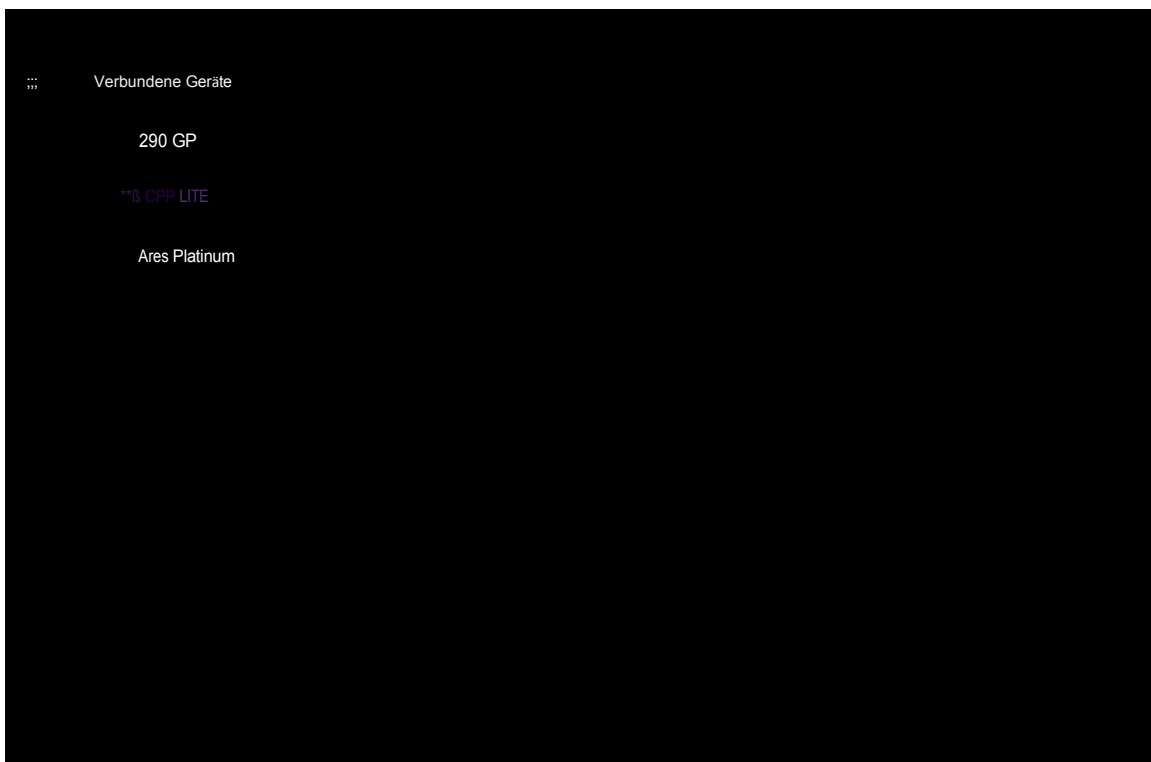 ;;; Verbundene Geräte
290 GP
**ß CPP LITE
Ares Platinum